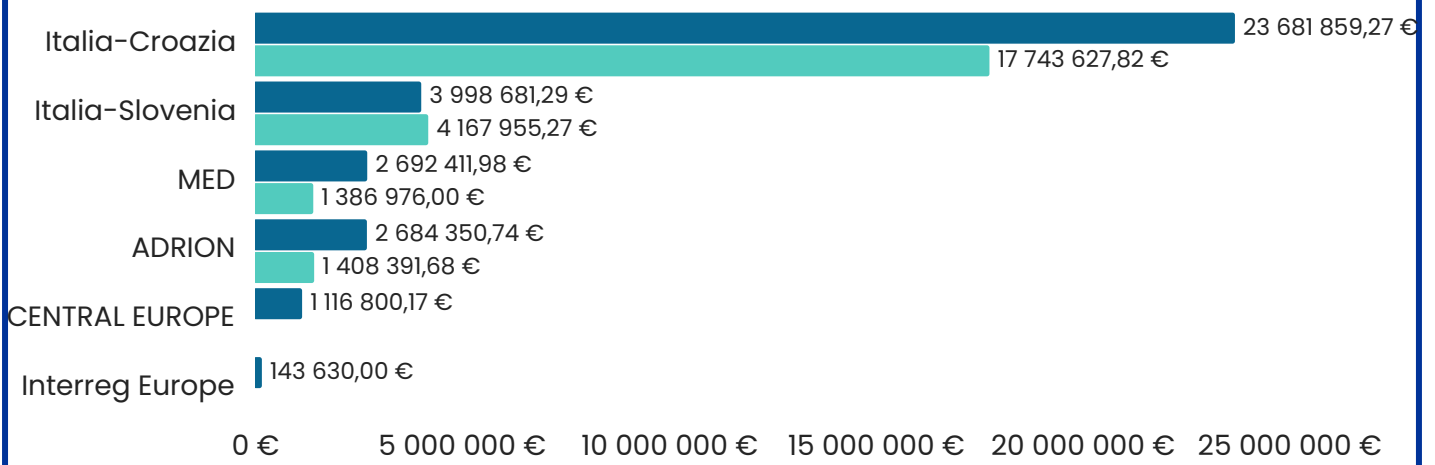 Italia-Croazia
23 681 859,27 €
17 743 627,82 €
Italia-Slovenia
3 998 681,29 €
4 167 955,27 €
MED
2 692 411,98 €
1 386 976,00 €
ADRION
2 684 350,74 €
1 408 391,68 €
CENTRAL EUROPE
1 116 800,17 €
Interreg Europe
143 630,00 €
0 € 5 000 000 € 10 000 000 € 15 000 000 € 20 000 000 € 25 000 000 €